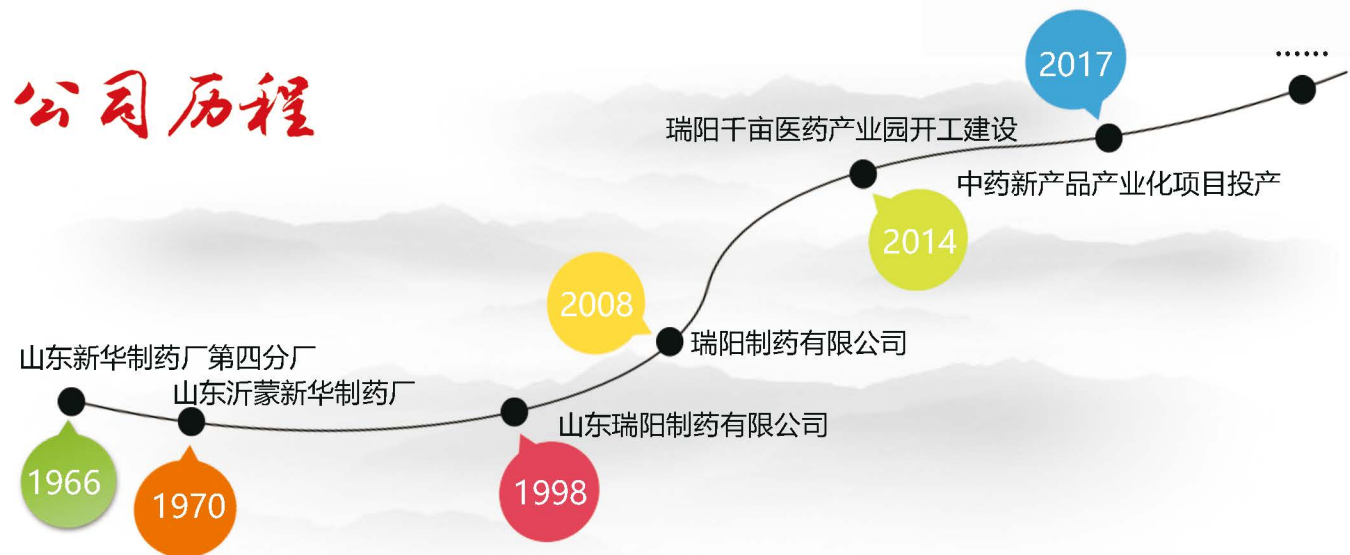 公司历程
1966
山东新华制药厂第四分厂
1970
山东沂蒙新华制药厂
1998
山东瑞阳制药有限公司
2008
瑞阳制药有限公司
2014
瑞阳千亩医药产业园开工建设
2017
中药新产品产业化项目投产
······